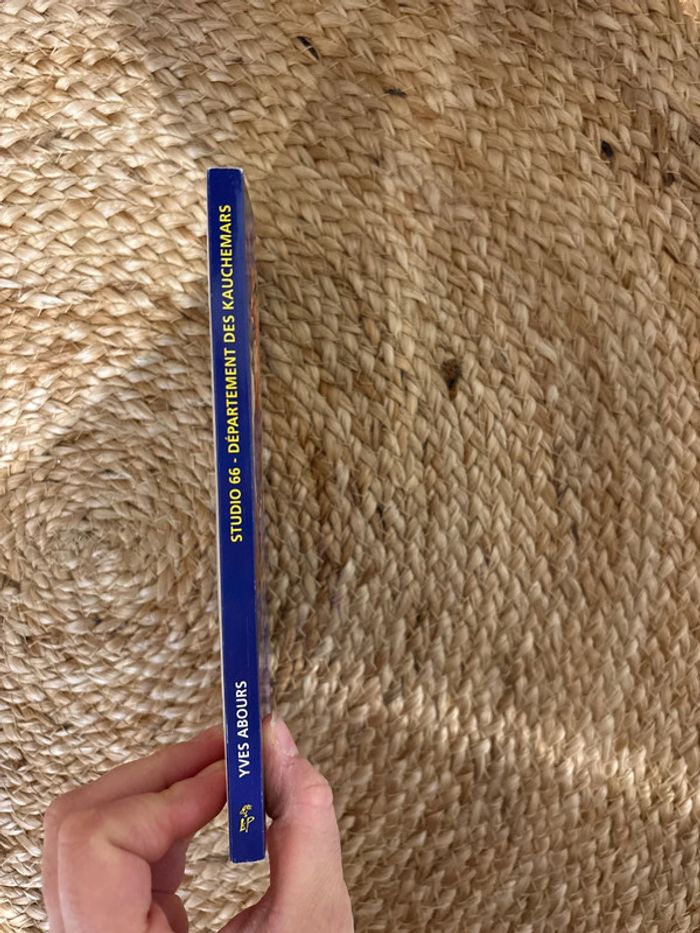 YVES ABOURS
STUDIO 66 - DÉPARTEMENT DES KAUCHEMARS